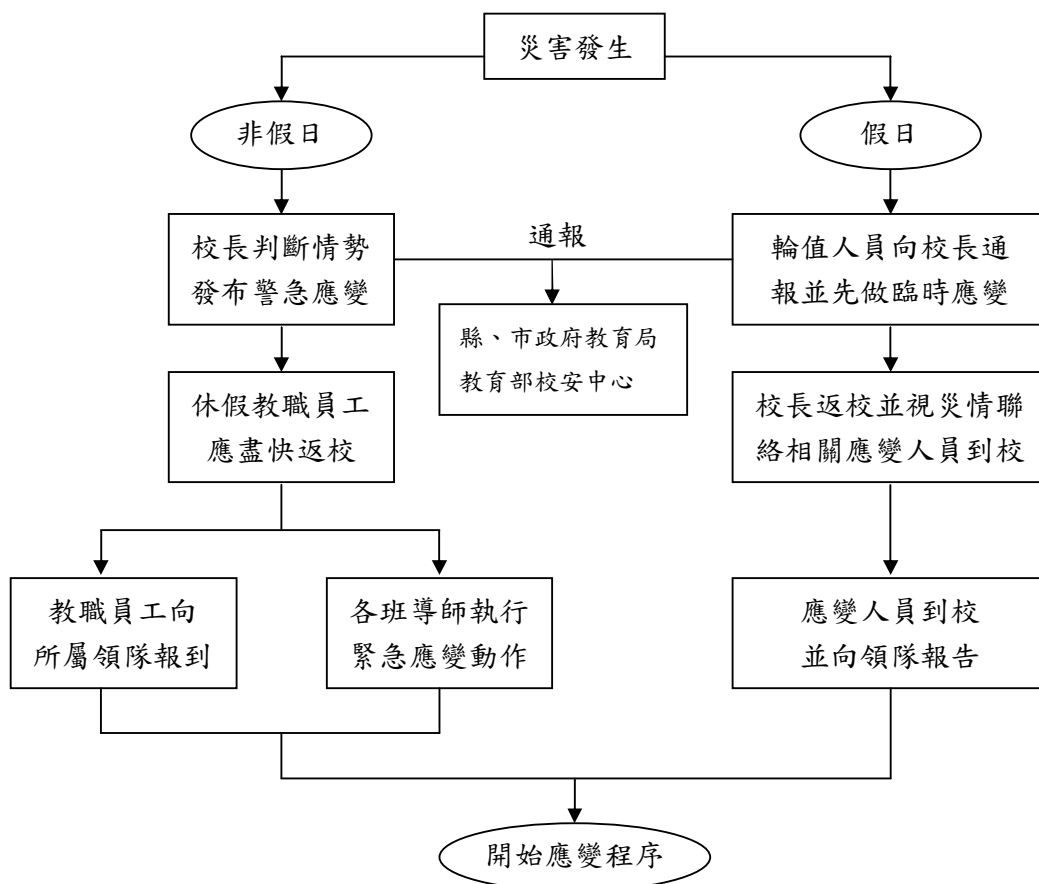 災害發生
非假日
假日
校長判斷情勢
發布警急應變
通報
輪值人員向校長通
報並先做臨時應變
縣、市政府教育局
教育部校安中心
休假教職員工
應盡快返校
校長返校並視災情聯
絡相關應變人員到校
教職員工向
所屬領隊報到
各班導師執行
緊急應變動作
應變人員到校
並向領隊報告
開始應變程序